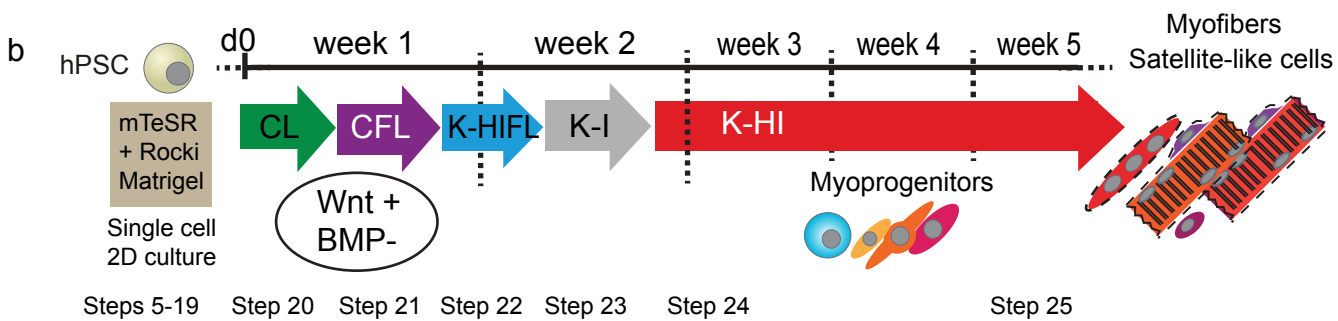 b
hPSC
d0
week 1
week 2
week 3
week 4
week 5
Myofibers
Satellite-like cells
mTeSR
+ Rocki
Matrigel
CL
CFL
K-HIFL
K-I
K-HI
Single cell
2D culture
Wnt +
BMP-
Myoprogenitors
Steps 5-19
Step 20
Step 21
Step 22
Step 23
Step 24
Step 25